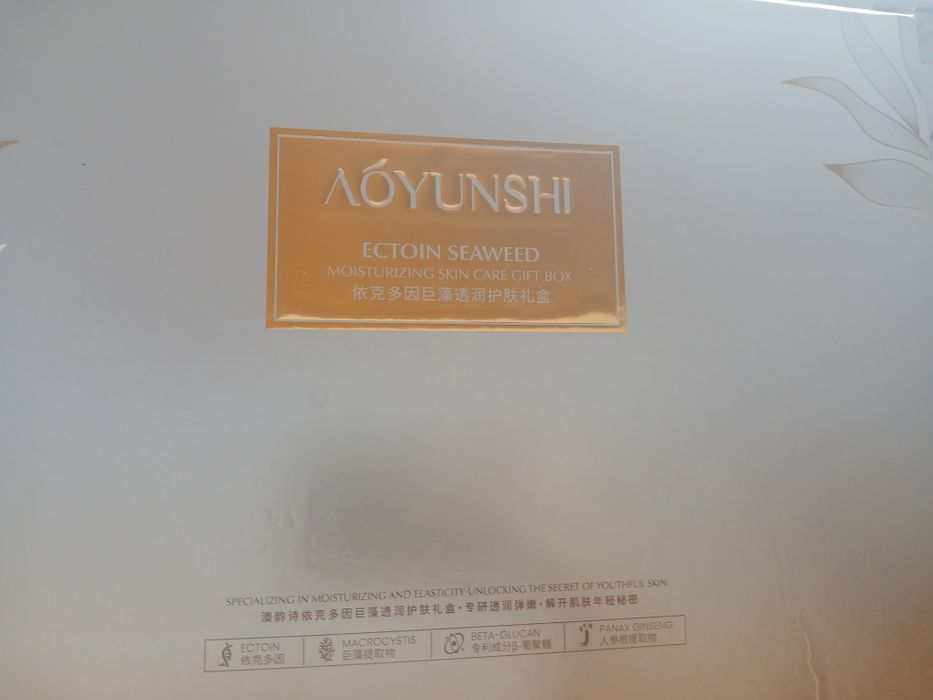 AÓYUNSHI
ECTOIN SEAWEED
MOISTURIZING SKIN CARE GIFT BOX
依克多因巨藻透润护肤礼盒
SPECIALIZING IN MOISTURIZING AND ELASTICITY·UNLOCKING THE SECRET OF YOUTHFUL SKIN
澳韵诗依克多因巨藻透润护肤礼盒·专研透润弹嫩·解开肌肤年轻秘密
ECTOIN
依克多因
MACROCYSTIS
巨藻提取物
BETA-GLUCAN
专利成分β-葡聚糖
PANAX GINSENG
人参根提取物